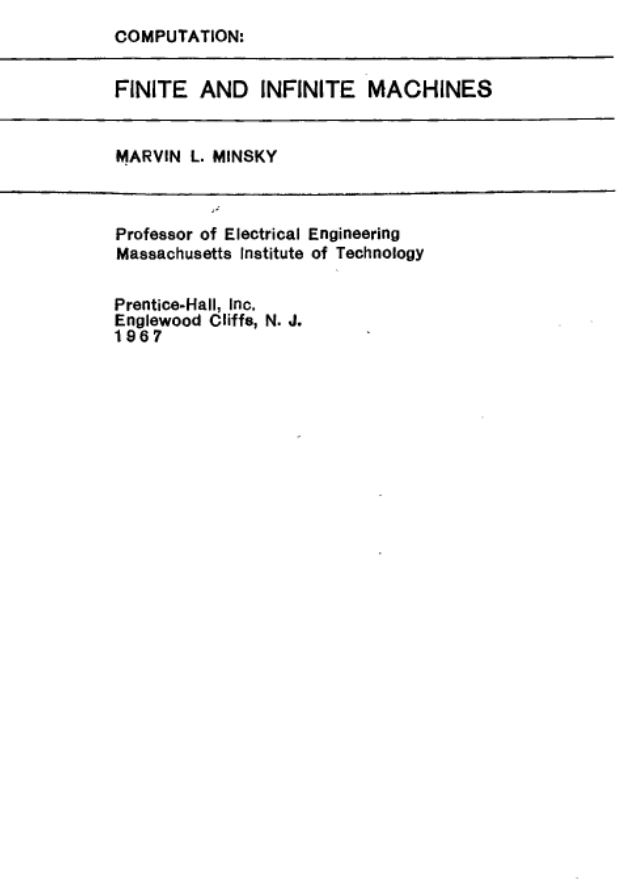 COMPUTATION:
FINITE AND INFINITE MACHINES
MARVIN L. MINSKY
Professor of Electrical Engineering
Massachusetts Institute of Technology
Prentice-Hall, Inc.
Englewood Cliffs, N. J.
1967